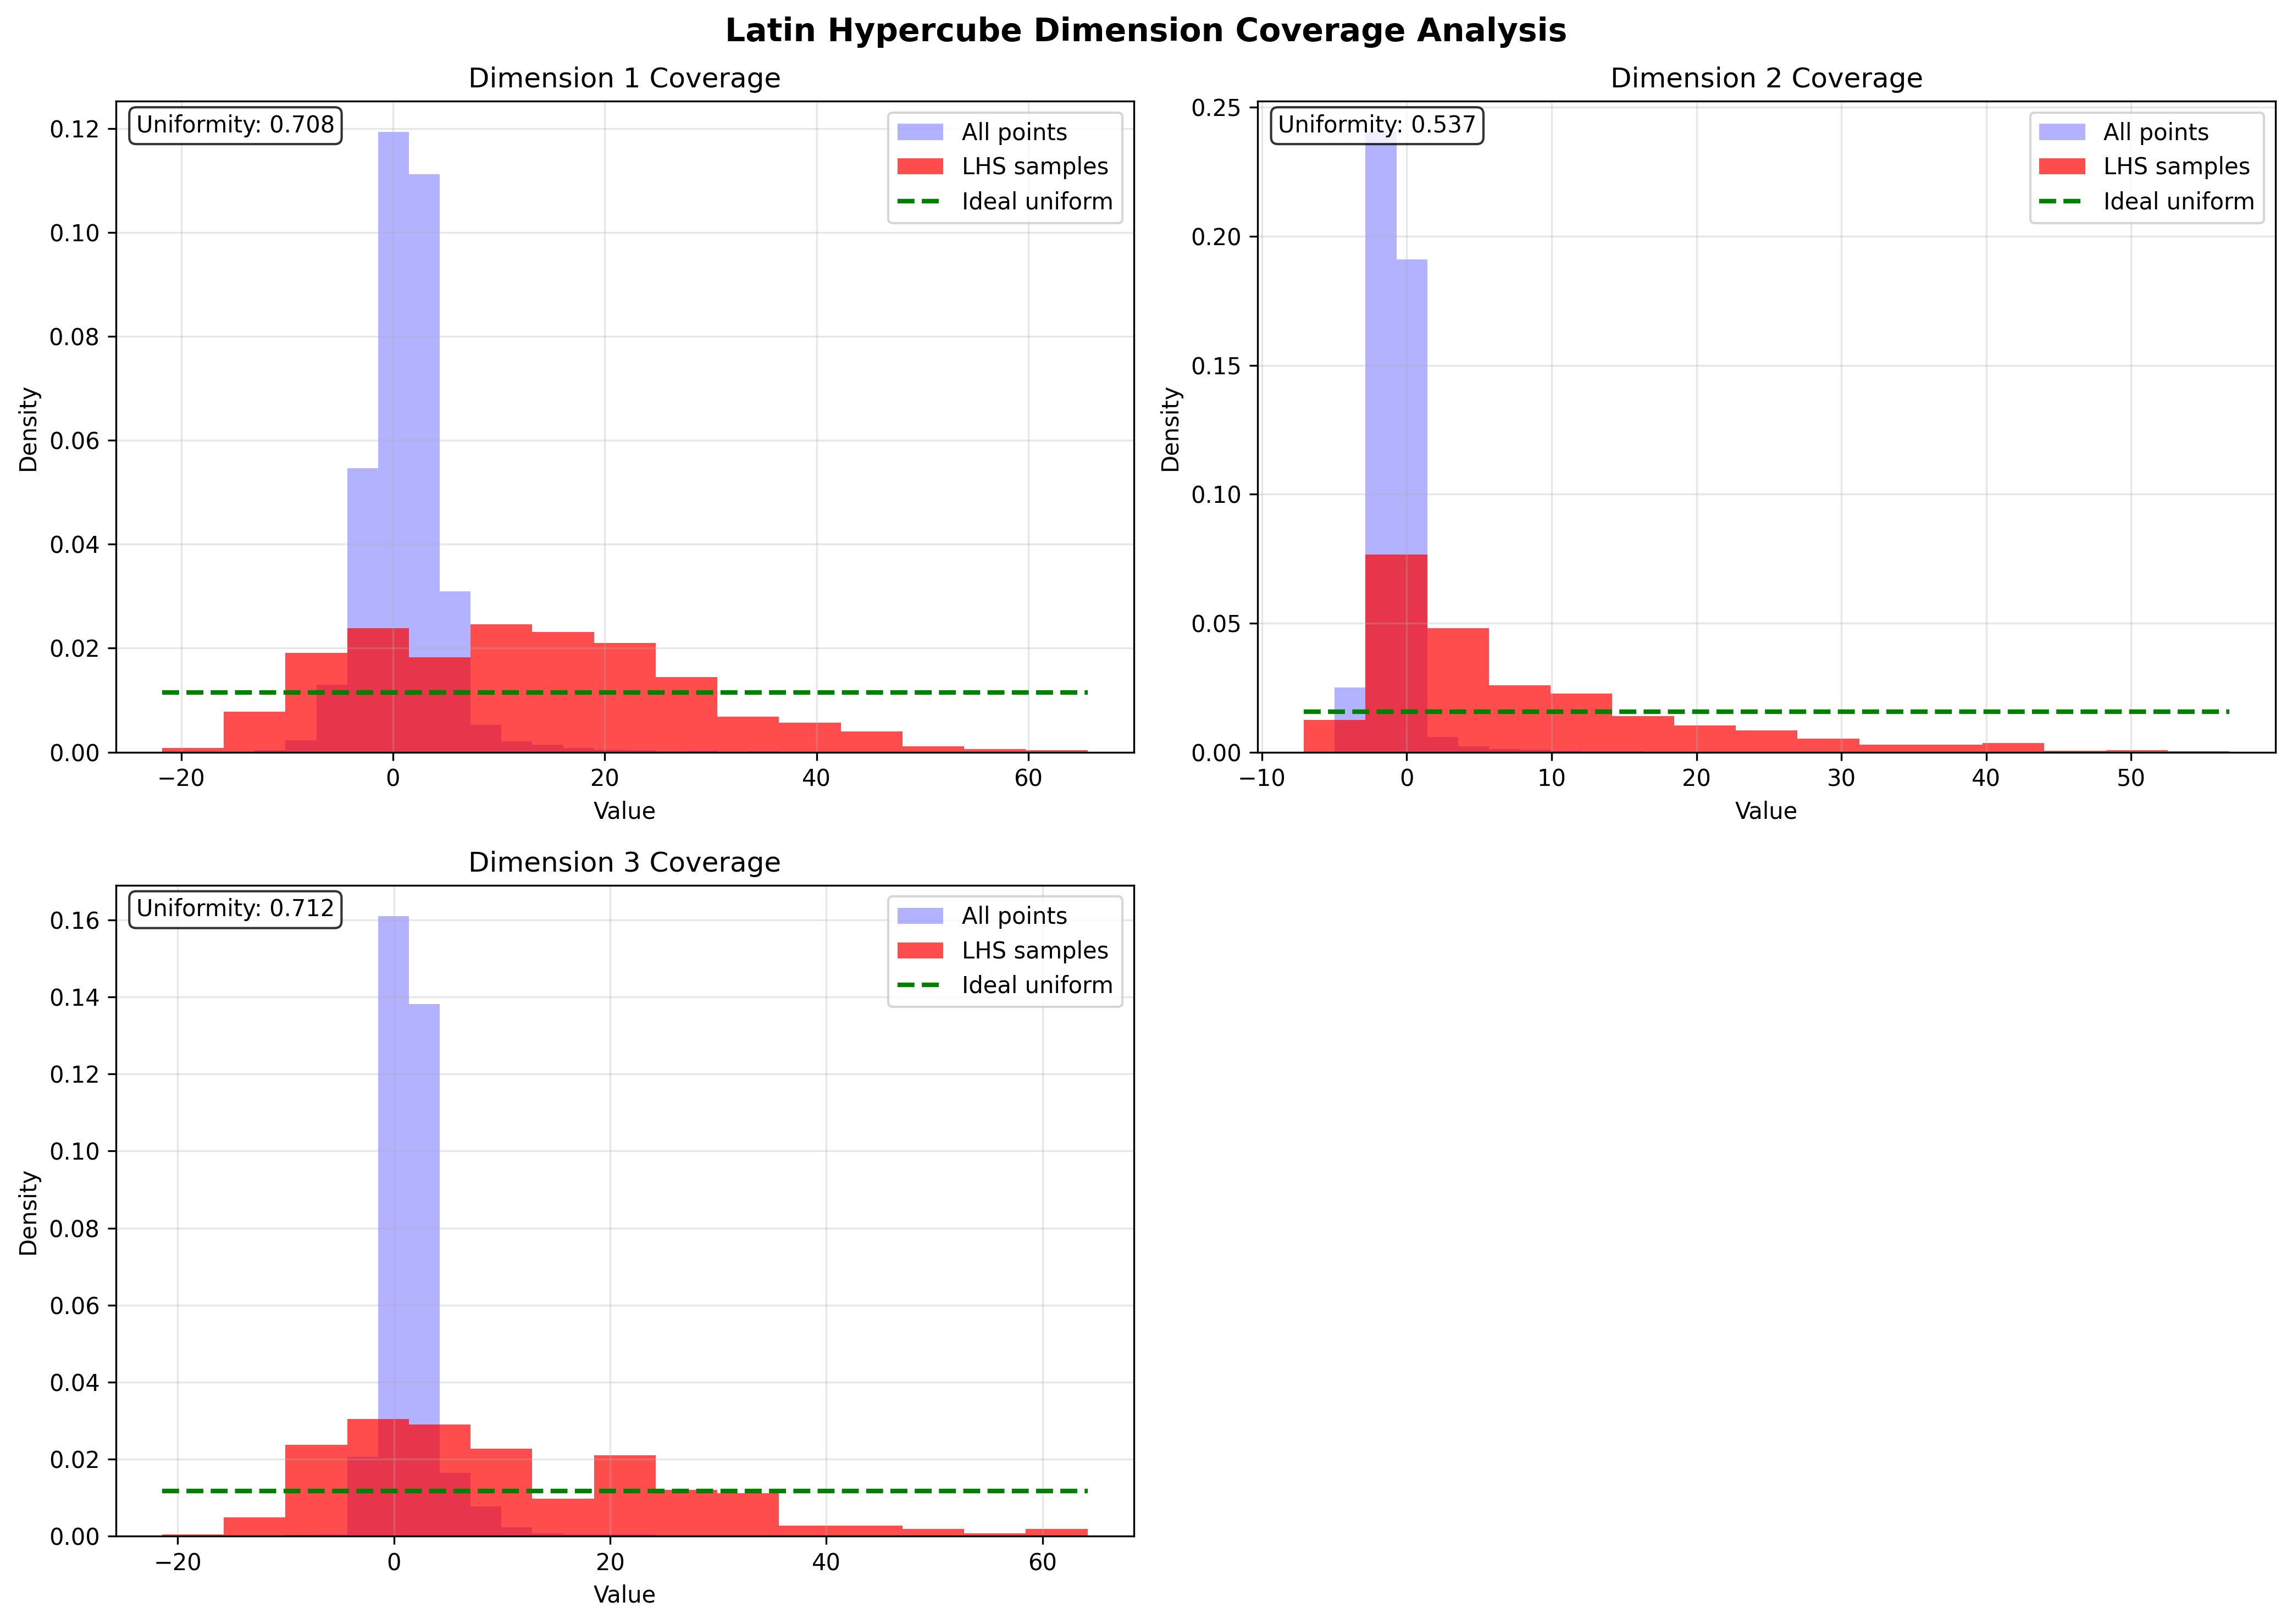 Latin Hypercube Dimension Coverage Analysis
Dimension 1 Coverage
Uniformity: 0.708
All points
LHS samples
Ideal uniform
0.12
0.10
0.08
0.06
0.04
0.02
0.00
Density
−20 0 20 40 60
Value
Dimension 2 Coverage
Uniformity: 0.537
All points
LHS samples
Ideal uniform
0.25
0.20
0.15
0.10
0.05
0.00
Density
−10 0 10 20 30 40 50
Value
Dimension 3 Coverage
Uniformity: 0.712
All points
LHS samples
Ideal uniform
0.16
0.14
0.12
0.10
0.08
0.06
0.04
0.02
0.00
Density
−20 0 20 40 60
Value